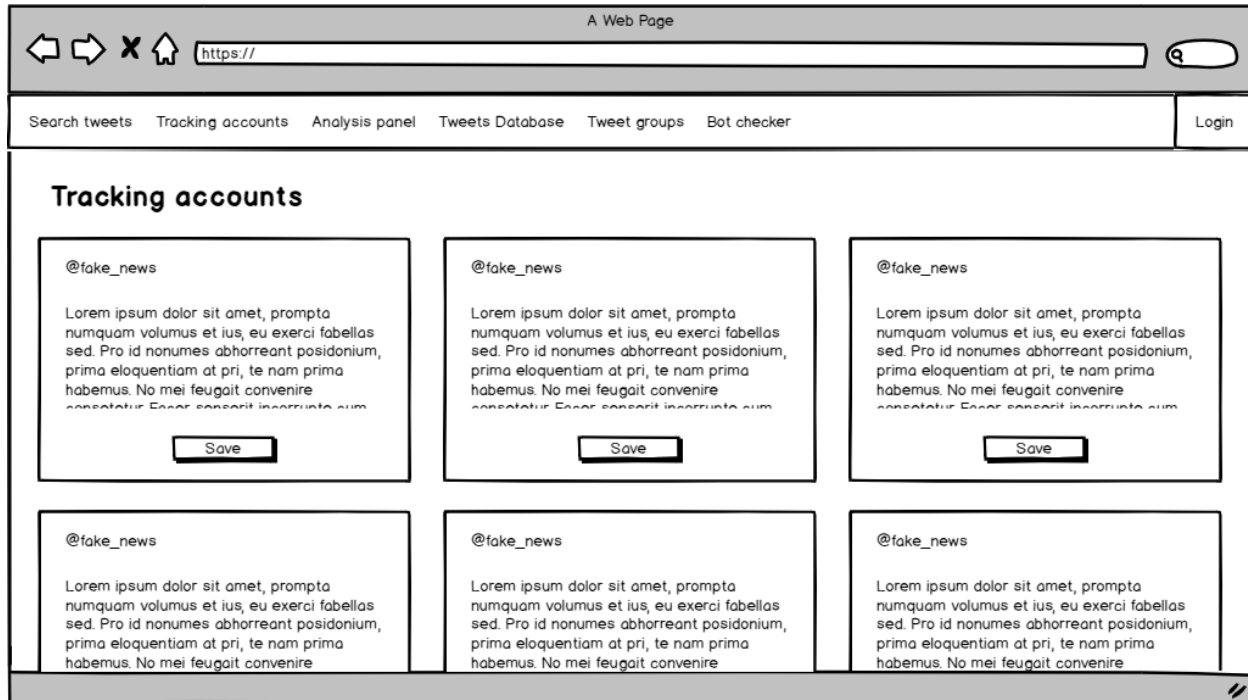 A Web Page
https://
Search tweets Tracking accounts Analysis panel Tweets Database Tweet groups Bot checker Login
Tracking accounts
@fake_news
Lorem ipsum dolor sit amet, prompta
numquam volumus et ius, eu exerci fabellas
sed. Pro id nonumes abhorreant posidonium,
prima eloquentiam at pri, te nam prima
habemus. No mei feugait convenire
Save
@fake_news
Lorem ipsum dolor sit amet, prompta
numquam volumus et ius, eu exerci fabellas
sed. Pro id nonumes abhorreant posidonium,
prima eloquentiam at pri, te nam prima
habemus. No mei feugait convenire
Save
@fake_news
Lorem ipsum dolor sit amet, prompta
numquam volumus et ius, eu exerci fabellas
sed. Pro id nonumes abhorreant posidonium,
prima eloquentiam at pri, te nam prima
habemus. No mei feugait convenire
Save
@fake_news
Lorem ipsum dolor sit amet, prompta
numquam volumus et ius, eu exerci fabellas
sed. Pro id nonumes abhorreant posidonium,
prima eloquentiam at pri, te nam prima
habemus. No mei feugait convenire
@fake_news
Lorem ipsum dolor sit amet, prompta
numquam volumus et ius, eu exerci fabellas
sed. Pro id nonumes abhorreant posidonium,
prima eloquentiam at pri, te nam prima
habemus. No mei feugait convenire
@fake_news
Lorem ipsum dolor sit amet, prompta
numquam volumus et ius, eu exerci fabellas
sed. Pro id nonumes abhorreant posidonium,
prima eloquentiam at pri, te nam prima
habemus. No mei feugait convenire